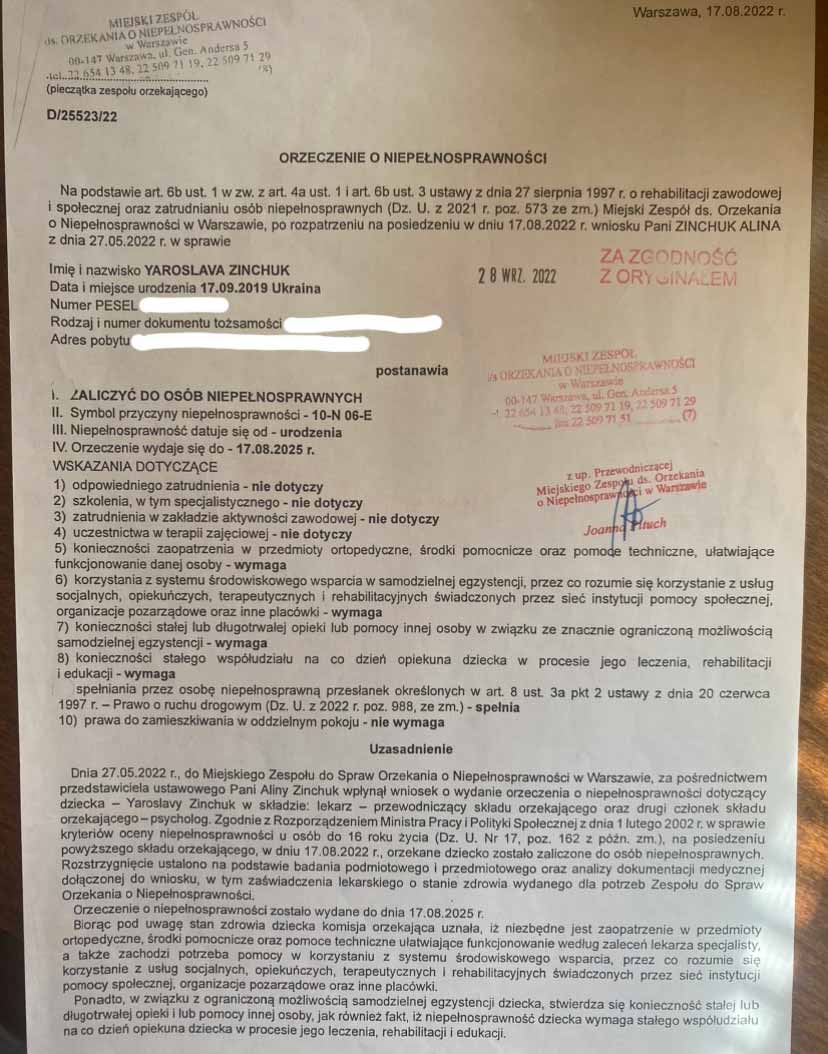 Warszawa, 17.08.2022 r.
MIEJSKI ZESPÓŁ
ds. ORZEKANIA O NIEPEŁNOSPRAWNOŚCI
w Warszawie
00-147 Warszawa, ul. Gen. Andersa 5
tel. 22 654 13 48, 22 509 71 19, 22 509 71 29
(pieczątka zespołu orzekającego)
D/25523/22
ORZECZENIE O NIEPEŁNOSPRAWNOŚCI
Na podstawie art. 6b ust. 1 w zw. z art. 4a ust. 1 i art. 6b ust. 3 ustawy z dnia 27 sierpnia 1997 r. o rehabilitacji zawodowej
i społecznej oraz zatrudnianiu osób niepełnosprawnych (Dz. U. z 2021 r. poz. 573 ze zm.) Miejski Zespół ds. Orzekania
o Niepełnosprawności w Warszawie, po rozpatrzeniu na posiedzeniu w dniu 17.08.2022 r. wniosku Pani ZINCHUK ALINA
z dnia 27.05.2022 r. w sprawie
Imię i nazwisko YAROSLAVA ZINCHUK
Data i miejsce urodzenia 17.09.2019 Ukraina
Numer PESEL
Rodzaj i numer dokumentu tożsamości
Adres pobytu
28 WRZ. 2022
ZA ZGODNOŚĆ
Z ORYGINAŁEM
postanawia
MIEJSKI ZESPÓŁ
ds ORZEKANIA O NIEPEŁNOSPRAWNOŚCI
w Warszawie
00-147 Warszawa, ul. Gen. Andersa 5
22 654 13 48, 22 509 71 19, 22 509 71 29
fax 22 509 71 51 (7)
I. ZALICZYĆ DO OSÓB NIEPEŁNOSPRAWNYCH
II. Symbol przyczyny niepełnosprawności - 10-N 06-E
III. Niepełnosprawność datuje się od - urodzenia
IV. Orzeczenie wydaje się do - 17.08.2025 r.
WSKAZANIA DOTYCZĄCE
z up. Przewodniczącej
Miejskiego Zespołu ds. Orzekania
o Niepełnosprawności w Warszawie
Joanna Pituch
1) odpowiedniego zatrudnienia - nie dotyczy
2) szkolenia, w tym specjalistycznego - nie dotyczy
3) zatrudnienia w zakładzie aktywności zawodowej - nie dotyczy
4) uczestnictwa w terapii zajęciowej - nie dotyczy
5) konieczności zaopatrzenia w przedmioty ortopedyczne, środki pomocnicze oraz pomoce techniczne, ułatwiające
funkcjonowanie danej osoby - wymaga
6) korzystania z systemu środowiskowego wsparcia w samodzielnej egzystencji, przez co rozumie się korzystanie z usług
socjalnych, opiekuńczych, terapeutycznych i rehabilitacyjnych świadczonych przez sieć instytucji pomocy społecznej,
organizacje pozarządowe oraz inne placówki - wymaga
7) konieczności stałej lub długotrwałej opieki lub pomocy innej osoby w związku ze znacznie ograniczoną możliwością
samodzielnej egzystencji - wymaga
8) konieczności stałego współudziału na co dzień opiekuna dziecka w procesie jego leczenia, rehabilitacji
i edukacji - wymaga
spełniania przez osobę niepełnosprawną przesłanek określonych w art. 8 ust. 3a pkt 2 ustawy z dnia 20 czerwca
1997 r. – Prawo o ruchu drogowym (Dz. U. z 2022 r. poz. 988, ze zm.) - spełnia
10) prawa do zamieszkiwania w oddzielnym pokoju - nie wymaga
Uzasadnienie
Dnia 27.05.2022 r., do Miejskiego Zespołu do Spraw Orzekania o Niepełnosprawności w Warszawie, za pośrednictwem
przedstawiciela ustawowego Pani Aliny Zinchuk wpłynął wniosek o wydanie orzeczenia o niepełnosprawności dotyczący
dziecka – Yaroslavy Zinchuk w składzie: lekarz – przewodniczący składu orzekającego oraz drugi członek składu
orzekającego – psycholog. Zgodnie z Rozporządzeniem Ministra Pracy i Polityki Społecznej z dnia 1 lutego 2002 r. w sprawie
kryteriów oceny niepełnosprawności u osób do 16 roku życia (Dz. U. Nr 17, poz. 162 z późn. zm.), na posiedzeniu
powyższego składu orzekającego, w dniu 17.08.2022 r., orzekane dziecko zostało zaliczone do osób niepełnosprawnych.
Rozstrzygnięcie ustalono na podstawie badania podmiotowego i przedmiotowego oraz analizy dokumentacji medycznej
dołączonej do wniosku, w tym zaświadczenia lekarskiego o stanie zdrowia wydanego dla potrzeb Zespołu do Spraw
Orzekania o Niepełnosprawności.
Orzeczenie o niepełnosprawności zostało wydane do dnia 17.08.2025 r.
Biorąc pod uwagę stan zdrowia dziecka komisja orzekająca uznała, iż niezbędne jest zaopatrzenie w przedmioty
ortopedyczne, środki pomocnicze oraz pomoce techniczne ułatwiające funkcjonowanie według zaleceń lekarza specjalisty,
a także zachodzi potrzeba pomocy w korzystaniu z systemu środowiskowego wsparcia, przez co rozumie się
korzystanie z usług socjalnych, opiekuńczych, terapeutycznych i rehabilitacyjnych świadczonych przez sieć instytucji
pomocy społecznej, organizacje pozarządowe oraz inne placówki.
Ponadto, w związku z ograniczoną możliwością samodzielnej egzystencji dziecka, stwierdza się konieczność stałej lub
długotrwałej opieki i lub pomocy innej osoby, jak również fakt, iż niepełnosprawność dziecka wymaga stałego współudziału
na co dzień opiekuna dziecka w procesie jego leczenia, rehabilitacji i edukacji.